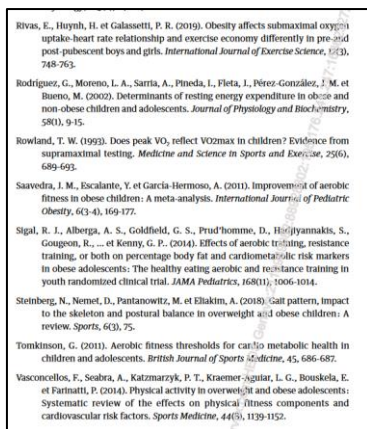 Rivas, E., Huynh, H. et Galassetti, P. R. (2019). Obesity affects submaximal oxygen
uptake-heart rate relationship and exercise economy differently in pre- and
post-pubescent boys and girls. International Journal of Exercise Science, 12(3),
748-763.
Rodríguez, G., Moreno, L. A., Sarria, A., Pineda, I., Fleta, J., Pérez-González, J. M. et
Bueno, M. (2002). Determinants of resting energy expenditure in obese and
non-obese children and adolescents. Journal of Physiology and Biochemistry,
58(1), 9-15.
Rowland, T. W. (1993). Does peak VO₂ reflect VO2max in children? Evidence from
supramaximal testing. Medicine and Science in Sports and Exercise, 25(6),
689-693.
Saavedra, J. M., Escalante, Y. et Garcia-Hermoso, A. (2011). Improvement of aerobic
fitness in obese children: A meta-analysis. International Journal of Pediatric
Obesity, 6(3-4), 169-177.
Sigal, R. J., Alberga, A. S., Goldfield, G. S., Prud'homme, D., Hadjiyannakis, S.,
Gougeon, R., ... et Kenny, G. P. (2014). Effects of aerobic training, resistance
training, or both on percentage body fat and cardiometabolic risk markers
in obese adolescents: The healthy eating aerobic and resistance training in
youth randomized clinical trial. JAMA Pediatrics, 168(11), 1006-1014.
Steinberg, N., Nemet, D., Pantanowitz, M. et Eliakim, A. (2018). Gait pattern, impact
to the skeleton and postural balance in overweight and obese children: A
review. Sports, 6(3), 75.
Tomkinson, G. (2011). Aerobic fitness thresholds for cardio metabolic health in
children and adolescents. British Journal of Sports Medicine, 45, 686-687.
Vasconcellos, F., Seabra, A., Katzmarzyk, P. T., Kraemer-Aguiar, L. G., Bouskela, E.
et Farinatti, P. (2014). Physical activity in overweight and obese adolescents:
Systematic review of the effects on physical fitness components and
cardiovascular risk factors. Sports Medicine, 44(8), 1139-1152.